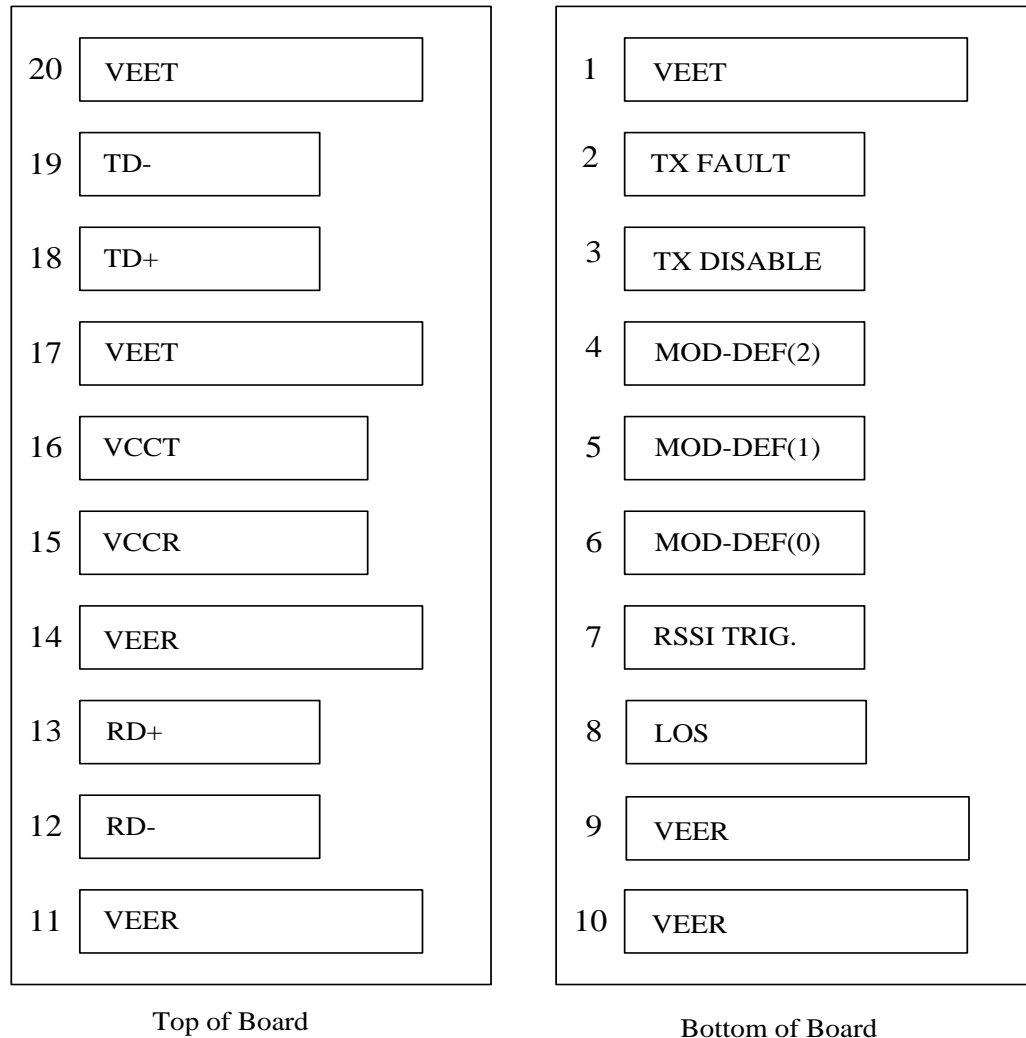 20 VEET
19 TD-
18 TD+
17 VEET
16 VCCT
15 VCCR
14 VEER
13 RD+
12 RD-
11 VEER
Top of Board
1 VEET
2 TX FAULT
3 TX DISABLE
4 MOD-DEF(2)
5 MOD-DEF(1)
6 MOD-DEF(0)
7 RSSI TRIG.
8 LOS
9 VEER
10 VEER
Bottom of Board